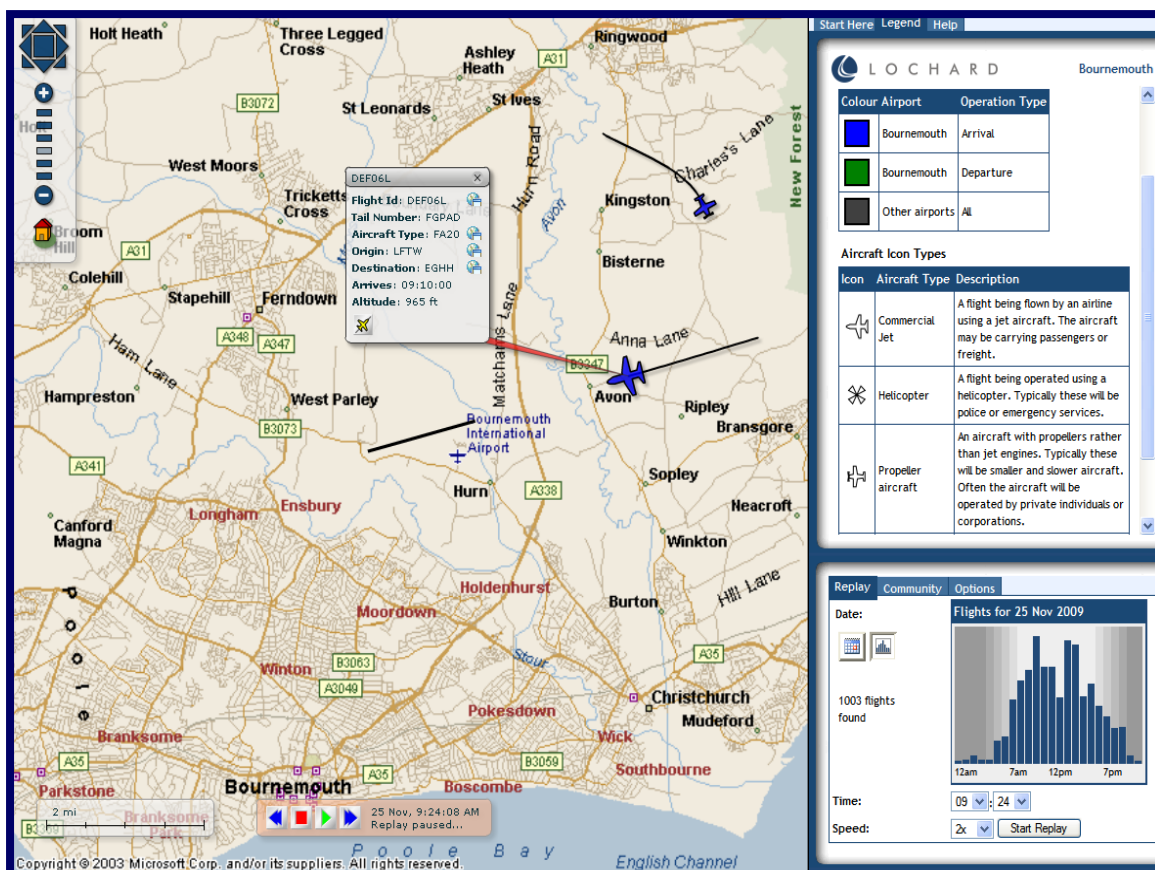 Holt Heath
Three Legged
Cross
Ashley
Heath
A31
Ringwood
B3072
St Leonards
St Ives
West Moors
Hurn Road
Charles's Lane
New Forest
Tricketts
Cross
Avon
Kingston
Broom
Hill
A31
Colehill
Stapehill
Ferndown
Bisterne
A348
A347
Ham Lane
Matchams Lane
Anna Lane
B3347
Avon
Hampreston
West Parley
B3073
Ripley
Bransgore
Bournemouth
International
Airport
A341
Hurn
A338
Sopley
Neacroft
Canford
Magna
Longham
Ensbury
Winkton
Holdenhurst
Hill Lane
Moordown
Burton
Poole
Winton
B3063
A3049
Stour
A35
Christchurch
Mudeford
Pokesdown
Branksome
Wick
A35
Parkstone
Bournemouth
A35
Boscombe
B3059
Southbourne
Branksome
Park
2 mi
25 Nov, 9:24:08 AM
Replay paused...
Poole Bay
English Channel
Copyright © 2003 Microsoft Corp. and/or its suppliers. All rights reserved.
DEF06L
Flight Id: DEF06L
Tail Number: FGPAD
Aircraft Type: FA20
Origin: LFTW
Destination: EGHH
Arrives: 09:10:00
Altitude: 965 ft
Start Here Legend Help
LOCHARD Bournemouth
Colour Airport Operation Type
Bournemouth Arrival
Bournemouth Departure
Other airports All
Aircraft Icon Types
Icon Aircraft Type Description
Commercial
Jet
A flight being flown by an airline
using a jet aircraft. The aircraft
may be carrying passengers or
freight.
Helicopter
A flight being operated using a
helicopter. Typically these will be
police or emergency services.
Propeller
aircraft
An aircraft with propellers rather
than jet engines. Typically these
will be smaller and slower aircraft.
Often the aircraft will be
operated by private individuals or
corporations.
Replay Community Options
Date:
Flights for 25 Nov 2009
1003 flights
found
12am 7am 12pm 7pm
Time: 09 : 24
Speed: 2x Start Replay